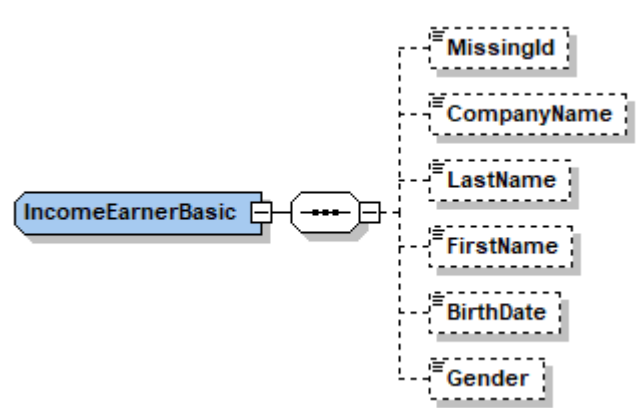 MissingId
CompanyName
LastName
IncomeEarnerBasic
FirstName
BirthDate
Gender